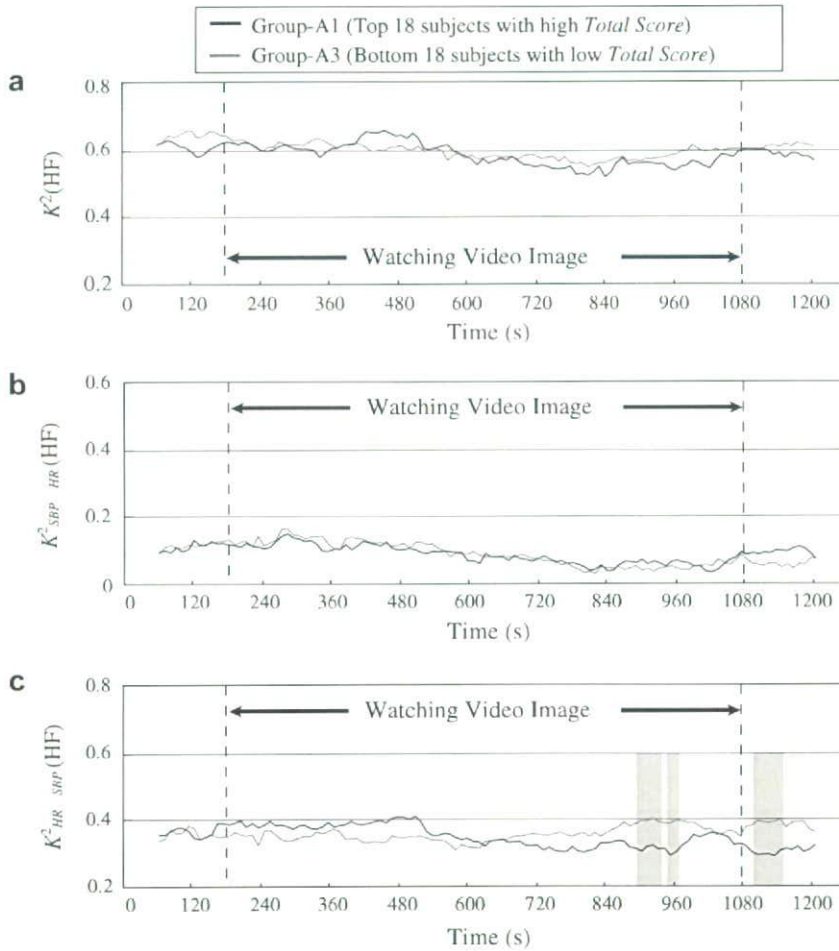 Group-A1 (Top 18 subjects with high Total Score)
Group-A3 (Bottom 18 subjects with low Total Score)
a
0.8
0.6
0.4
0.2
K²(HF)
Watching Video Image
0 120 240 360 480 600 720 840 960 1080 1200
Time (s)
b
0.6
0.4
0.2
0
K²SBP HR(HF)
Watching Video Image
0 120 240 360 480 600 720 840 960 1080 1200
Time (s)
c
0.8
0.6
0.4
0.2
K²HR SBP(HF)
Watching Video Image
0 120 240 360 480 600 720 840 960 1080 1200
Time (s)